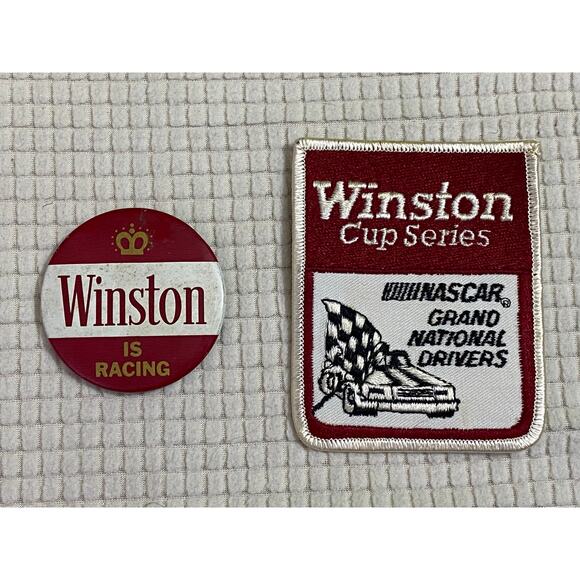 Winston
IS
RACING
Winston
Cup Series
NASCAR®
GRAND
NATIONAL
DRIVERS